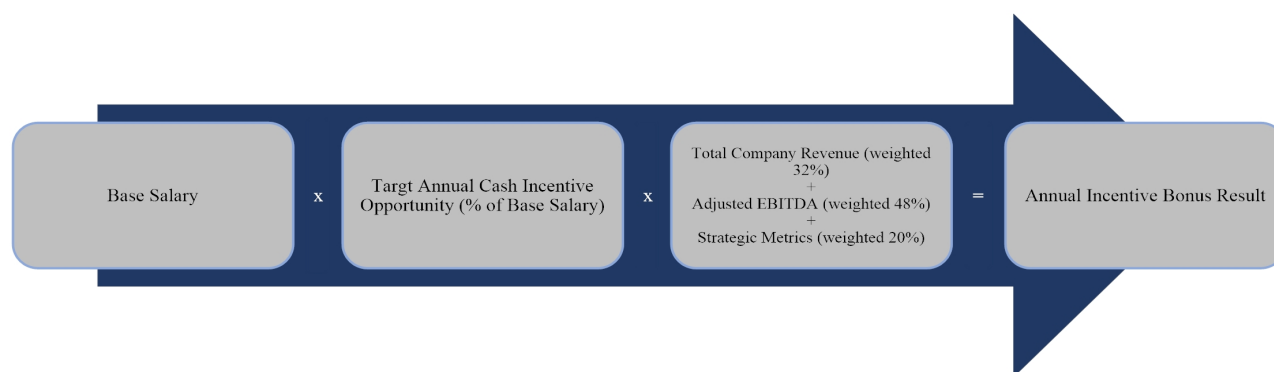 Base Salary
x
Targt Annual Cash Incentive
Opportunity (% of Base Salary)
x
Total Company Revenue (weighted
32%)
+
Adjusted EBITDA (weighted 48%)
+
Strategic Metrics (weighted 20%)
=
Annual Incentive Bonus Result